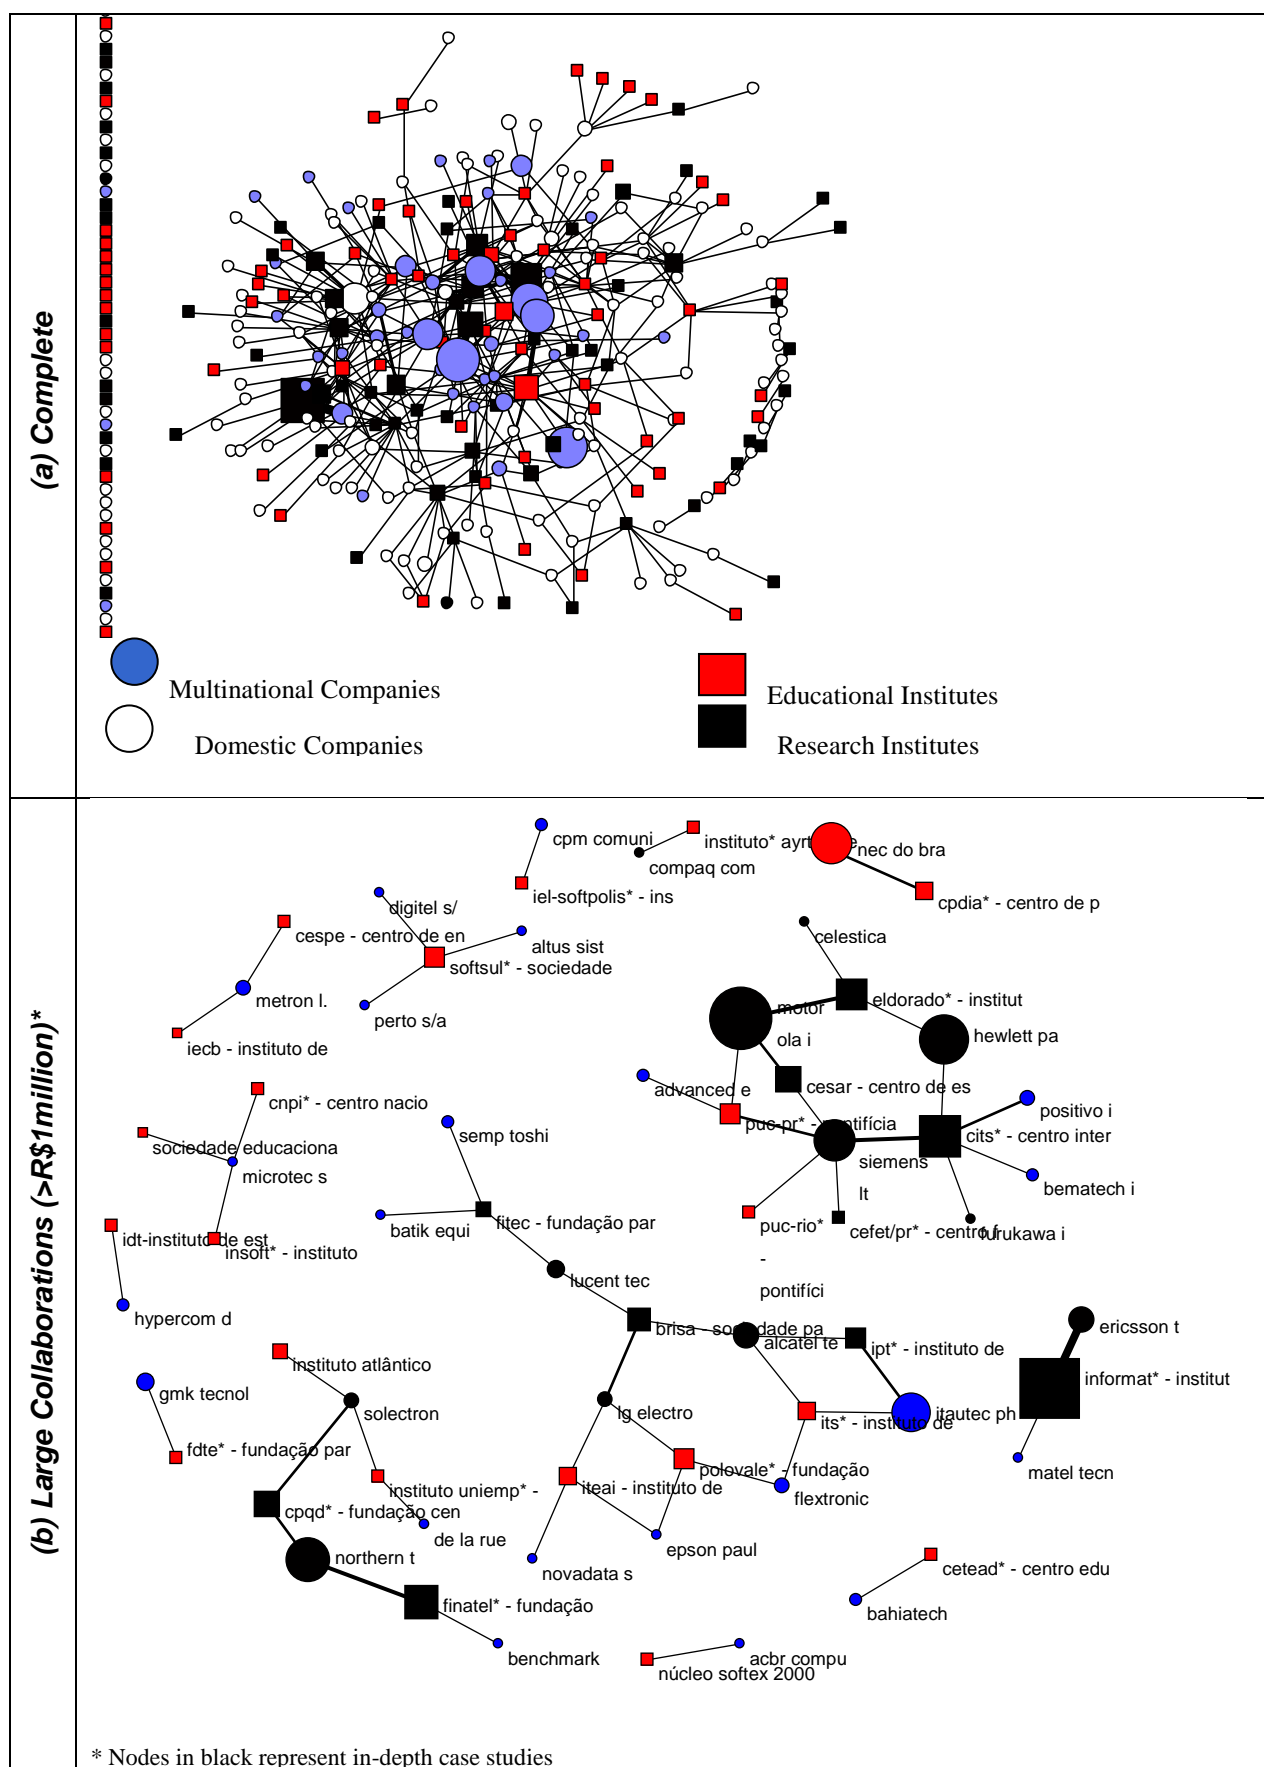 (a) Complete
Multinational Companies
Educational Institutes
Domestic Companies
Research Institutes
(b) Large Collaborations (>R$1million)*
cpm comuni
instituto* ayrt
nec do bra
compaq com
iel-softpolis* - ins
cpdia* - centro de p
digitel s/
cespe - centro de en
altus sist
softsul* - sociedade
celestica
metron l.
eldorado* - institut
perto s/a
motor
ola i
hewlett pa
iecb - instituto de
advanced e
cesar - centro de es
cnpi* - centro nacio
positivo i
semp toshi
puc-pr* - pontifícia
cits* - centro inter
sociedade educaciona
microtec s
siemens
lt
bematech i
batik equi
fitec - fundação par
puc-rio*
-
pontifíci
cefet/pr* - centro f
furukawa i
idt-instituto de est
insoft* - instituto
lucent tec
hypercom d
brisa - sociedade pa
alcatel te
ipt* - instituto de
ericsson t
instituto atlântico
informat* - institut
gmk tecnol
solectron
lg electro
its* - instituto de
itautec ph
fdte* - fundação par
polovale* - fundação
matel tecn
instituto uniemp* -
iteai - instituto de
flextronic
cpqd* - fundação cen
de la rue
epson paul
northern t
novadata s
cetead* - centro edu
finatel* - fundação
bahiatech
benchmark
acbr compu
núcleo softex 2000
* Nodes in black represent in-depth case studies